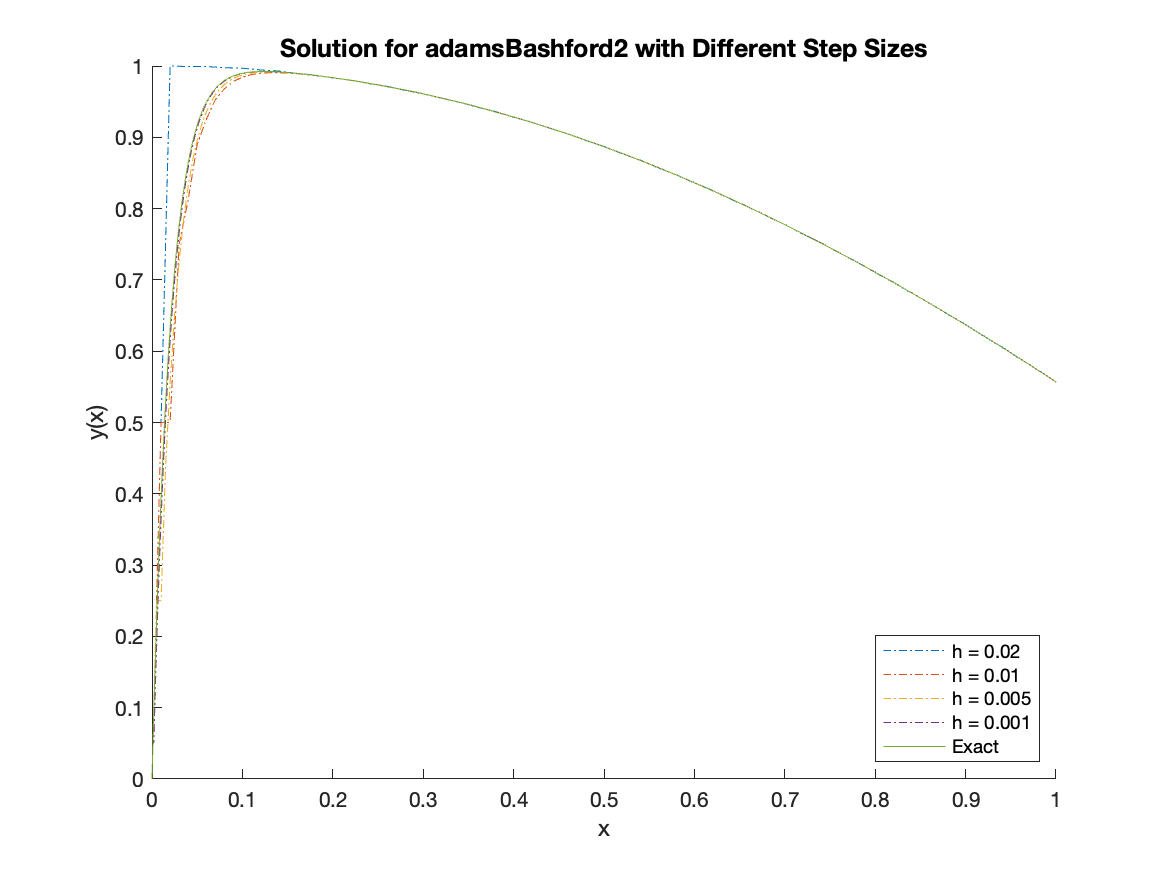 Solution for adamsBashford2 with Different Step Sizes
1
0.9
0.8
0.7
0.6
0.5
0.4
0.3
0.2
0.1
0
y(x)
h = 0.02
h = 0.01
h = 0.005
h = 0.001
Exact
0 0.1 0.2 0.3 0.4 0.5 0.6 0.7 0.8 0.9 1
x